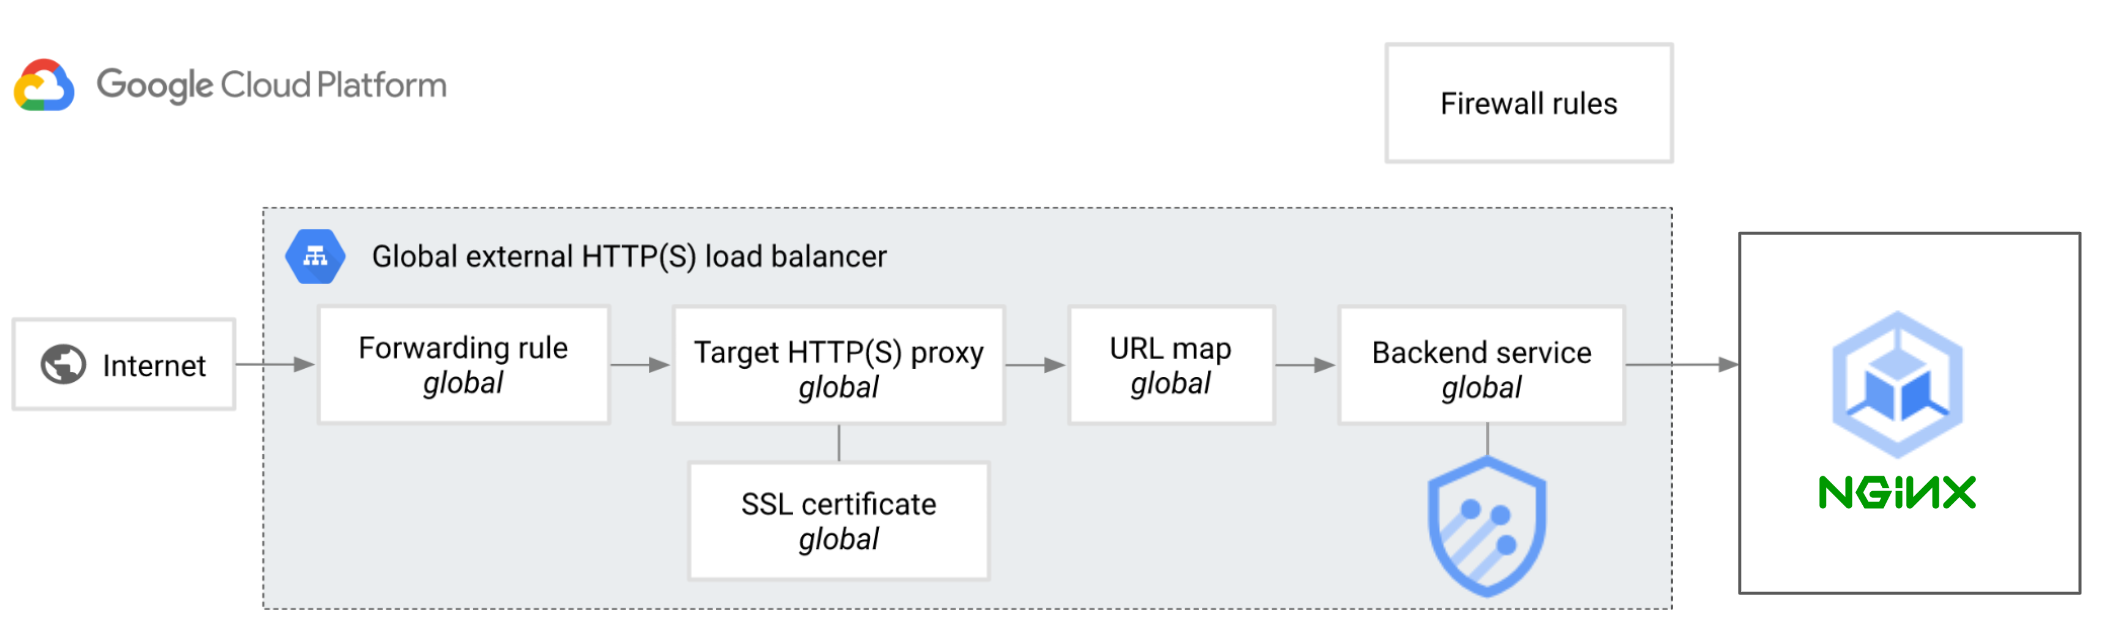 Google Cloud Platform
Firewall rules
Global external HTTP(S) load balancer
Internet
Forwarding rule
global
Target HTTP(S) proxy
global
URL map
global
Backend service
global
SSL certificate
global
NGINX